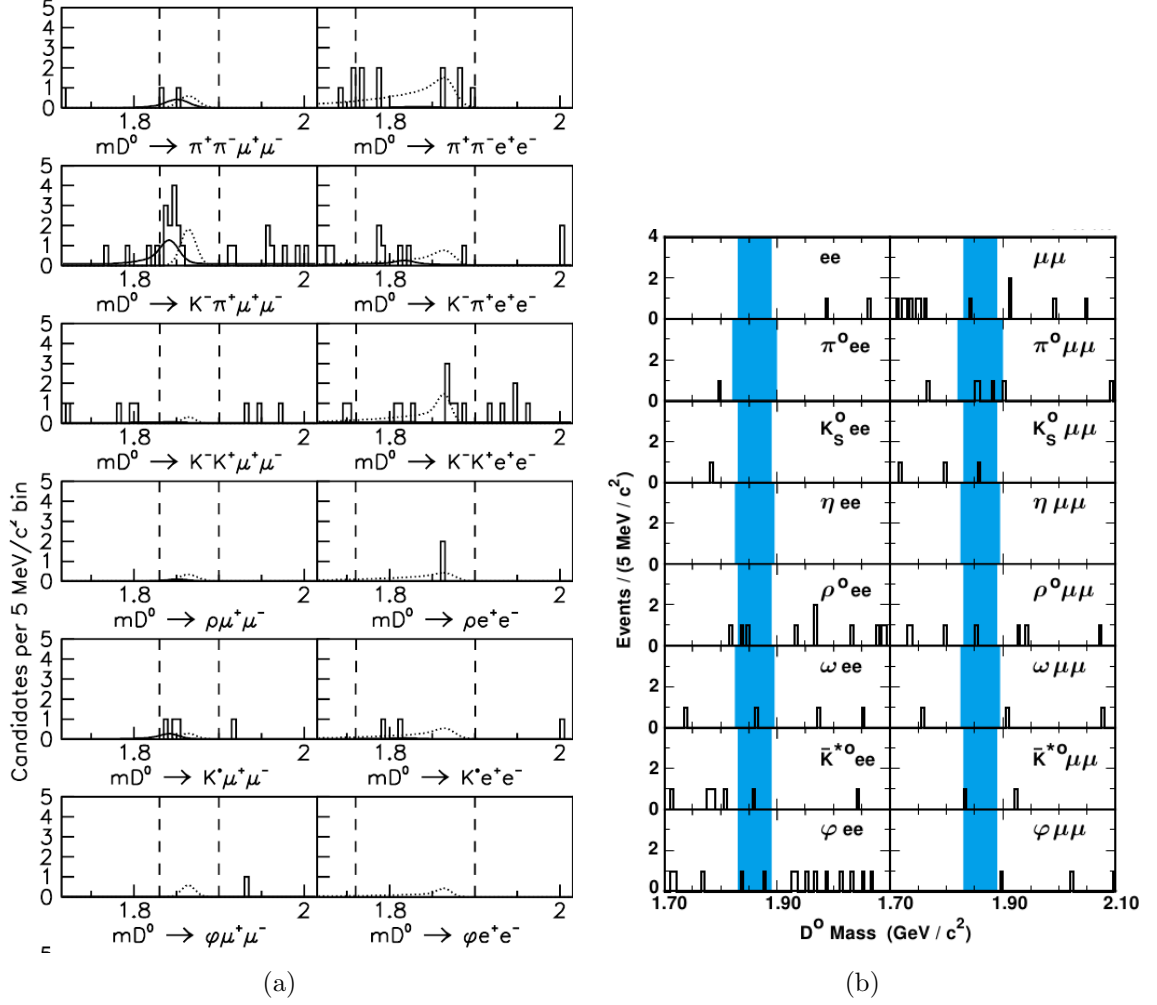 Candidates per 5 MeV/c² bin
5
4
3
2
1
0
1.8 2 1.8 2
mD⁰ → π⁺π⁻μ⁺μ⁻ mD⁰ → π⁺π⁻e⁺e⁻
5
4
3
2
1
0
1.8 2 1.8 2
mD⁰ → K⁻π⁺μ⁺μ⁻ mD⁰ → K⁻π⁺e⁺e⁻
5
4
3
2
1
0
1.8 2 1.8 2
mD⁰ → K⁻K⁺μ⁺μ⁻ mD⁰ → K⁻K⁺e⁺e⁻
5
4
3
2
1
0
1.8 2 1.8 2
mD⁰ → ρμ⁺μ⁻ mD⁰ → ρe⁺e⁻
5
4
3
2
1
0
1.8 2 1.8 2
mD⁰ → K*μ⁺μ⁻ mD⁰ → K*e⁺e⁻
5
4
3
2
1
0
1.8 2 1.8 2
mD⁰ → φμ⁺μ⁻ mD⁰ → φe⁺e⁻
5
(a)
Events / (5 MeV / c²)
4
2
0
ee μμ
2
0
π⁰ee π⁰μμ
2
0
K⁰_S ee K⁰_S μμ
2
0
η ee η μμ
2
0
ρ⁰ee ρ⁰μμ
2
0
ω ee ω μμ
2
0
K̄*⁰ee K̄*⁰μμ
2
0
φ ee φ μμ
1.70 1.90 1.90 2.10
D⁰ Mass (GeV / c²)
(b)